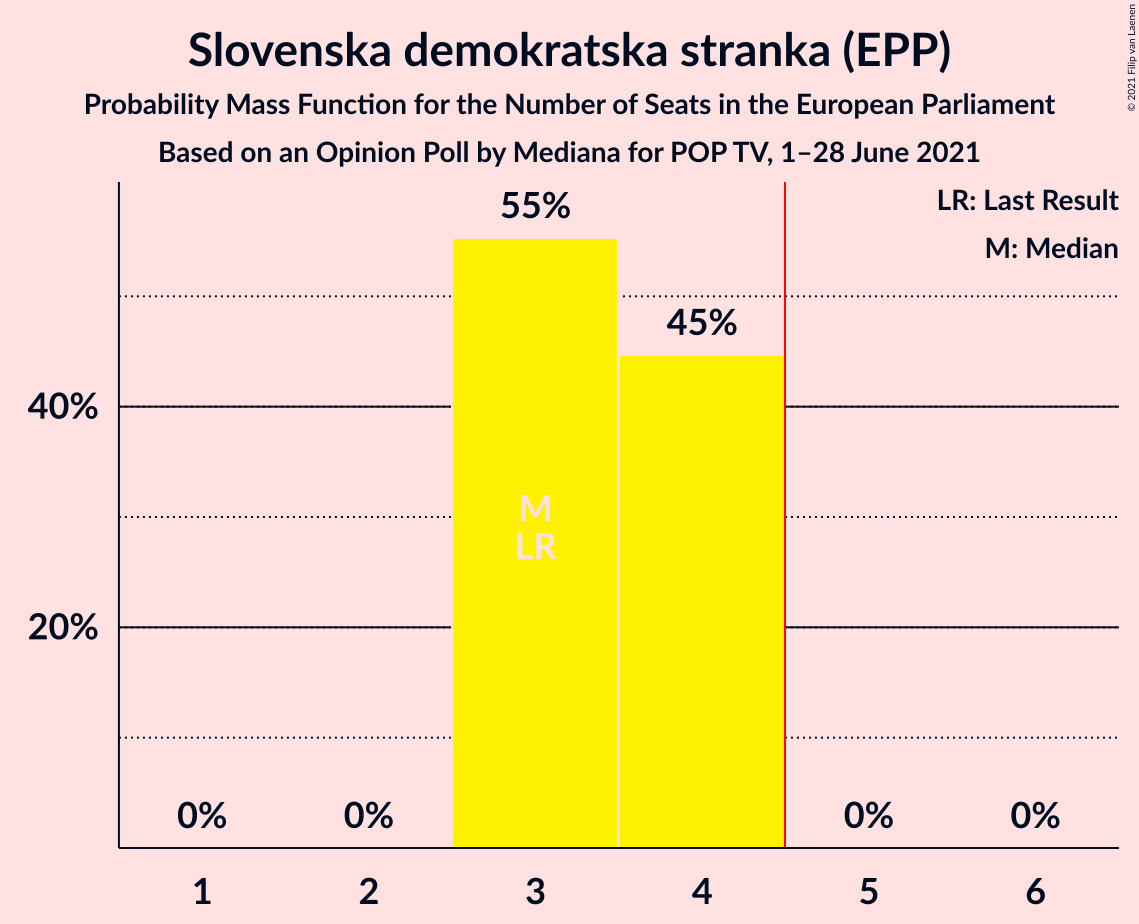 Slovenska demokratska stranka (EPP)
Probability Mass Function for the Number of Seats in the European Parliament
Based on an Opinion Poll by Mediana for POP TV, 1–28 June 2021
© 2021 Filip van Laenen
LR: Last Result
M: Median
55%
45%
40%
M
LR
20%
0%
0%
0%
0%
1
2
3
4
5
6